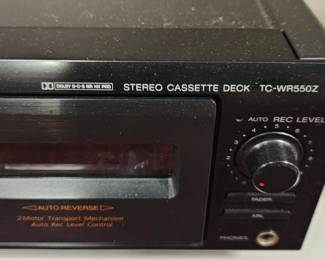 DOLBY B-C-S NR HX PRO
STEREO CASSETTE DECK TC-WR550Z
AUTO REC LEVEL
AUTO REVERSE
2 Motor Transport Mechanism
Auto Rec Level Control
FADER
ARL
PHONES